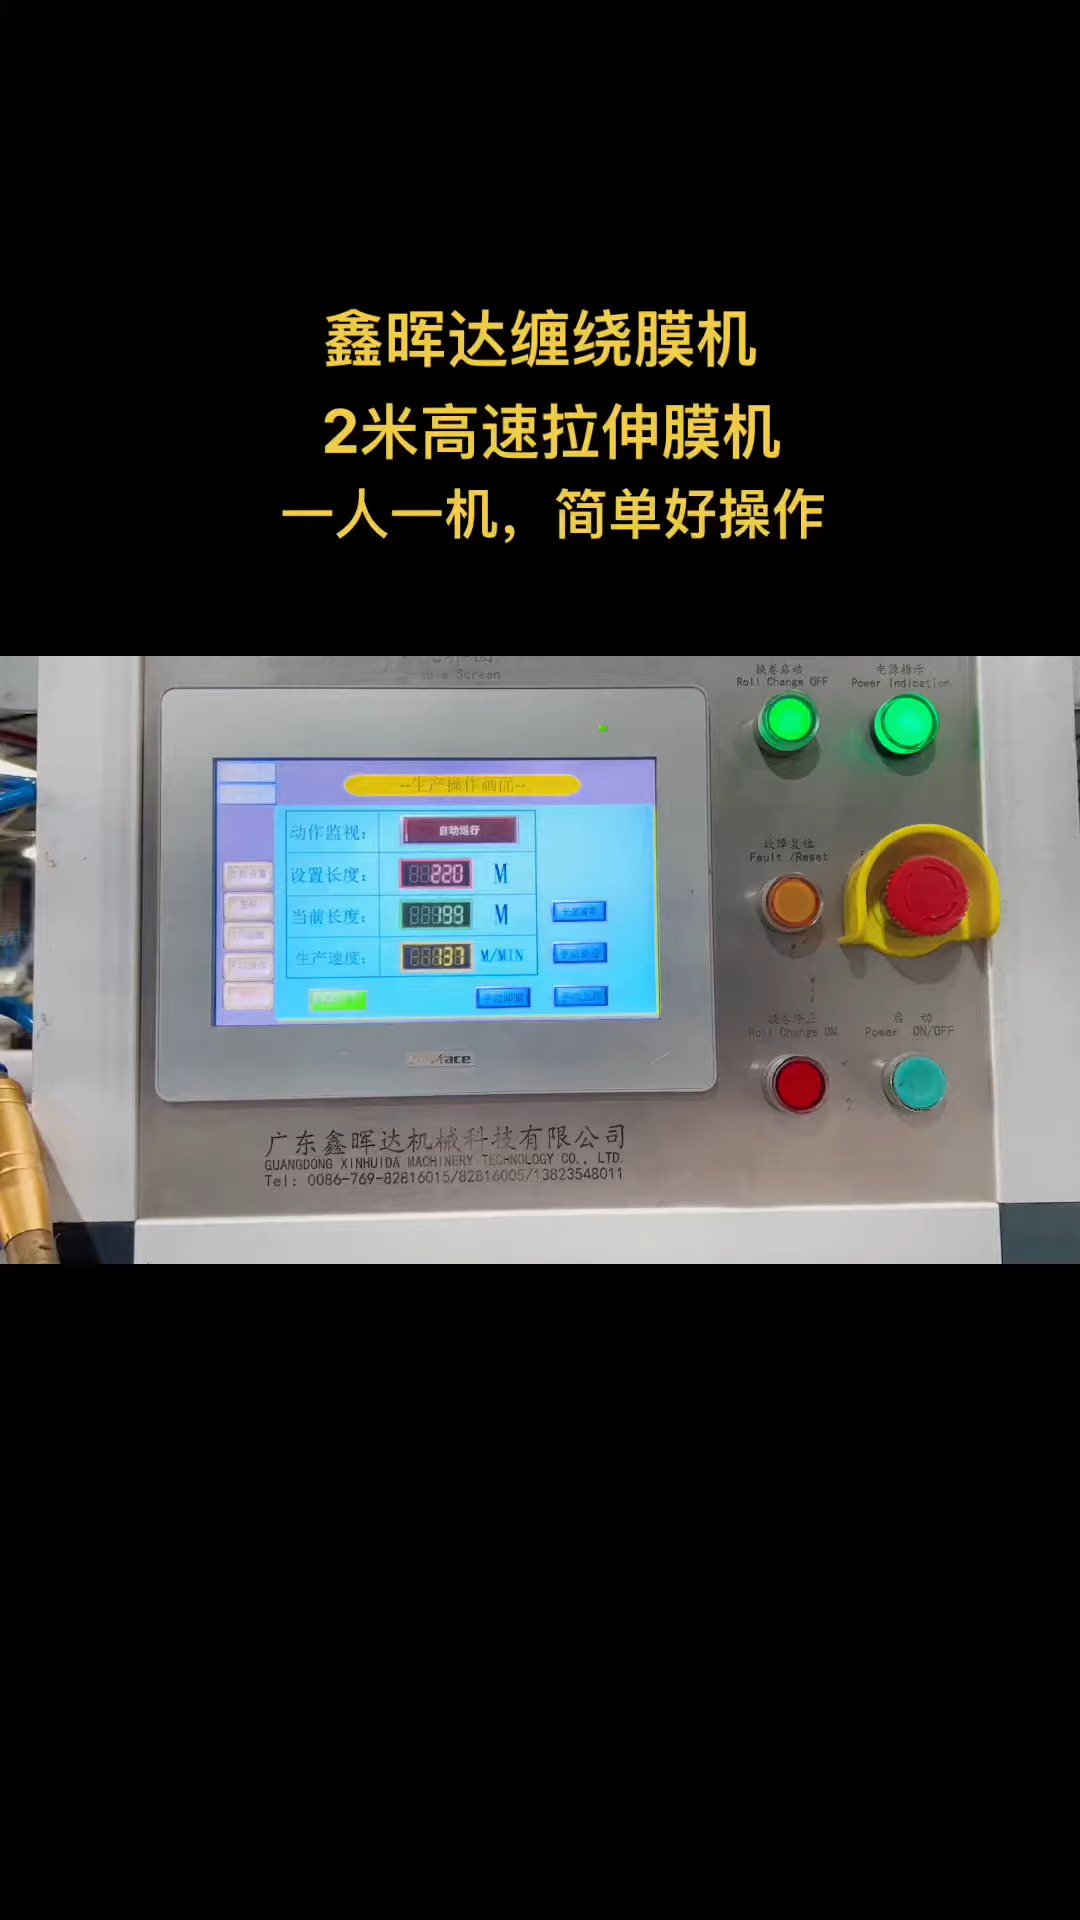 鑫晖达缠绕膜机
2米高速拉伸膜机
一人一机，简单好操作
Screen
换卷启动
Roll Change OFF
电源指示
Power Indibation
--生产操作画面--
动作监视：
自动运行
设置长度：
220
M
当前长度：
199
M
生产速度：
137
M/MIN
故障复位
Fault /Reset
换卷停止
Roll Change ON
启 动
Power ON/OFF
广东鑫晖达机械科技有限公司
GUANGDONG XINHUIDA MACHINERY TECHNOLOGY CO., LTD.
Tel: 0086-769-82816015/82816005/13823548011